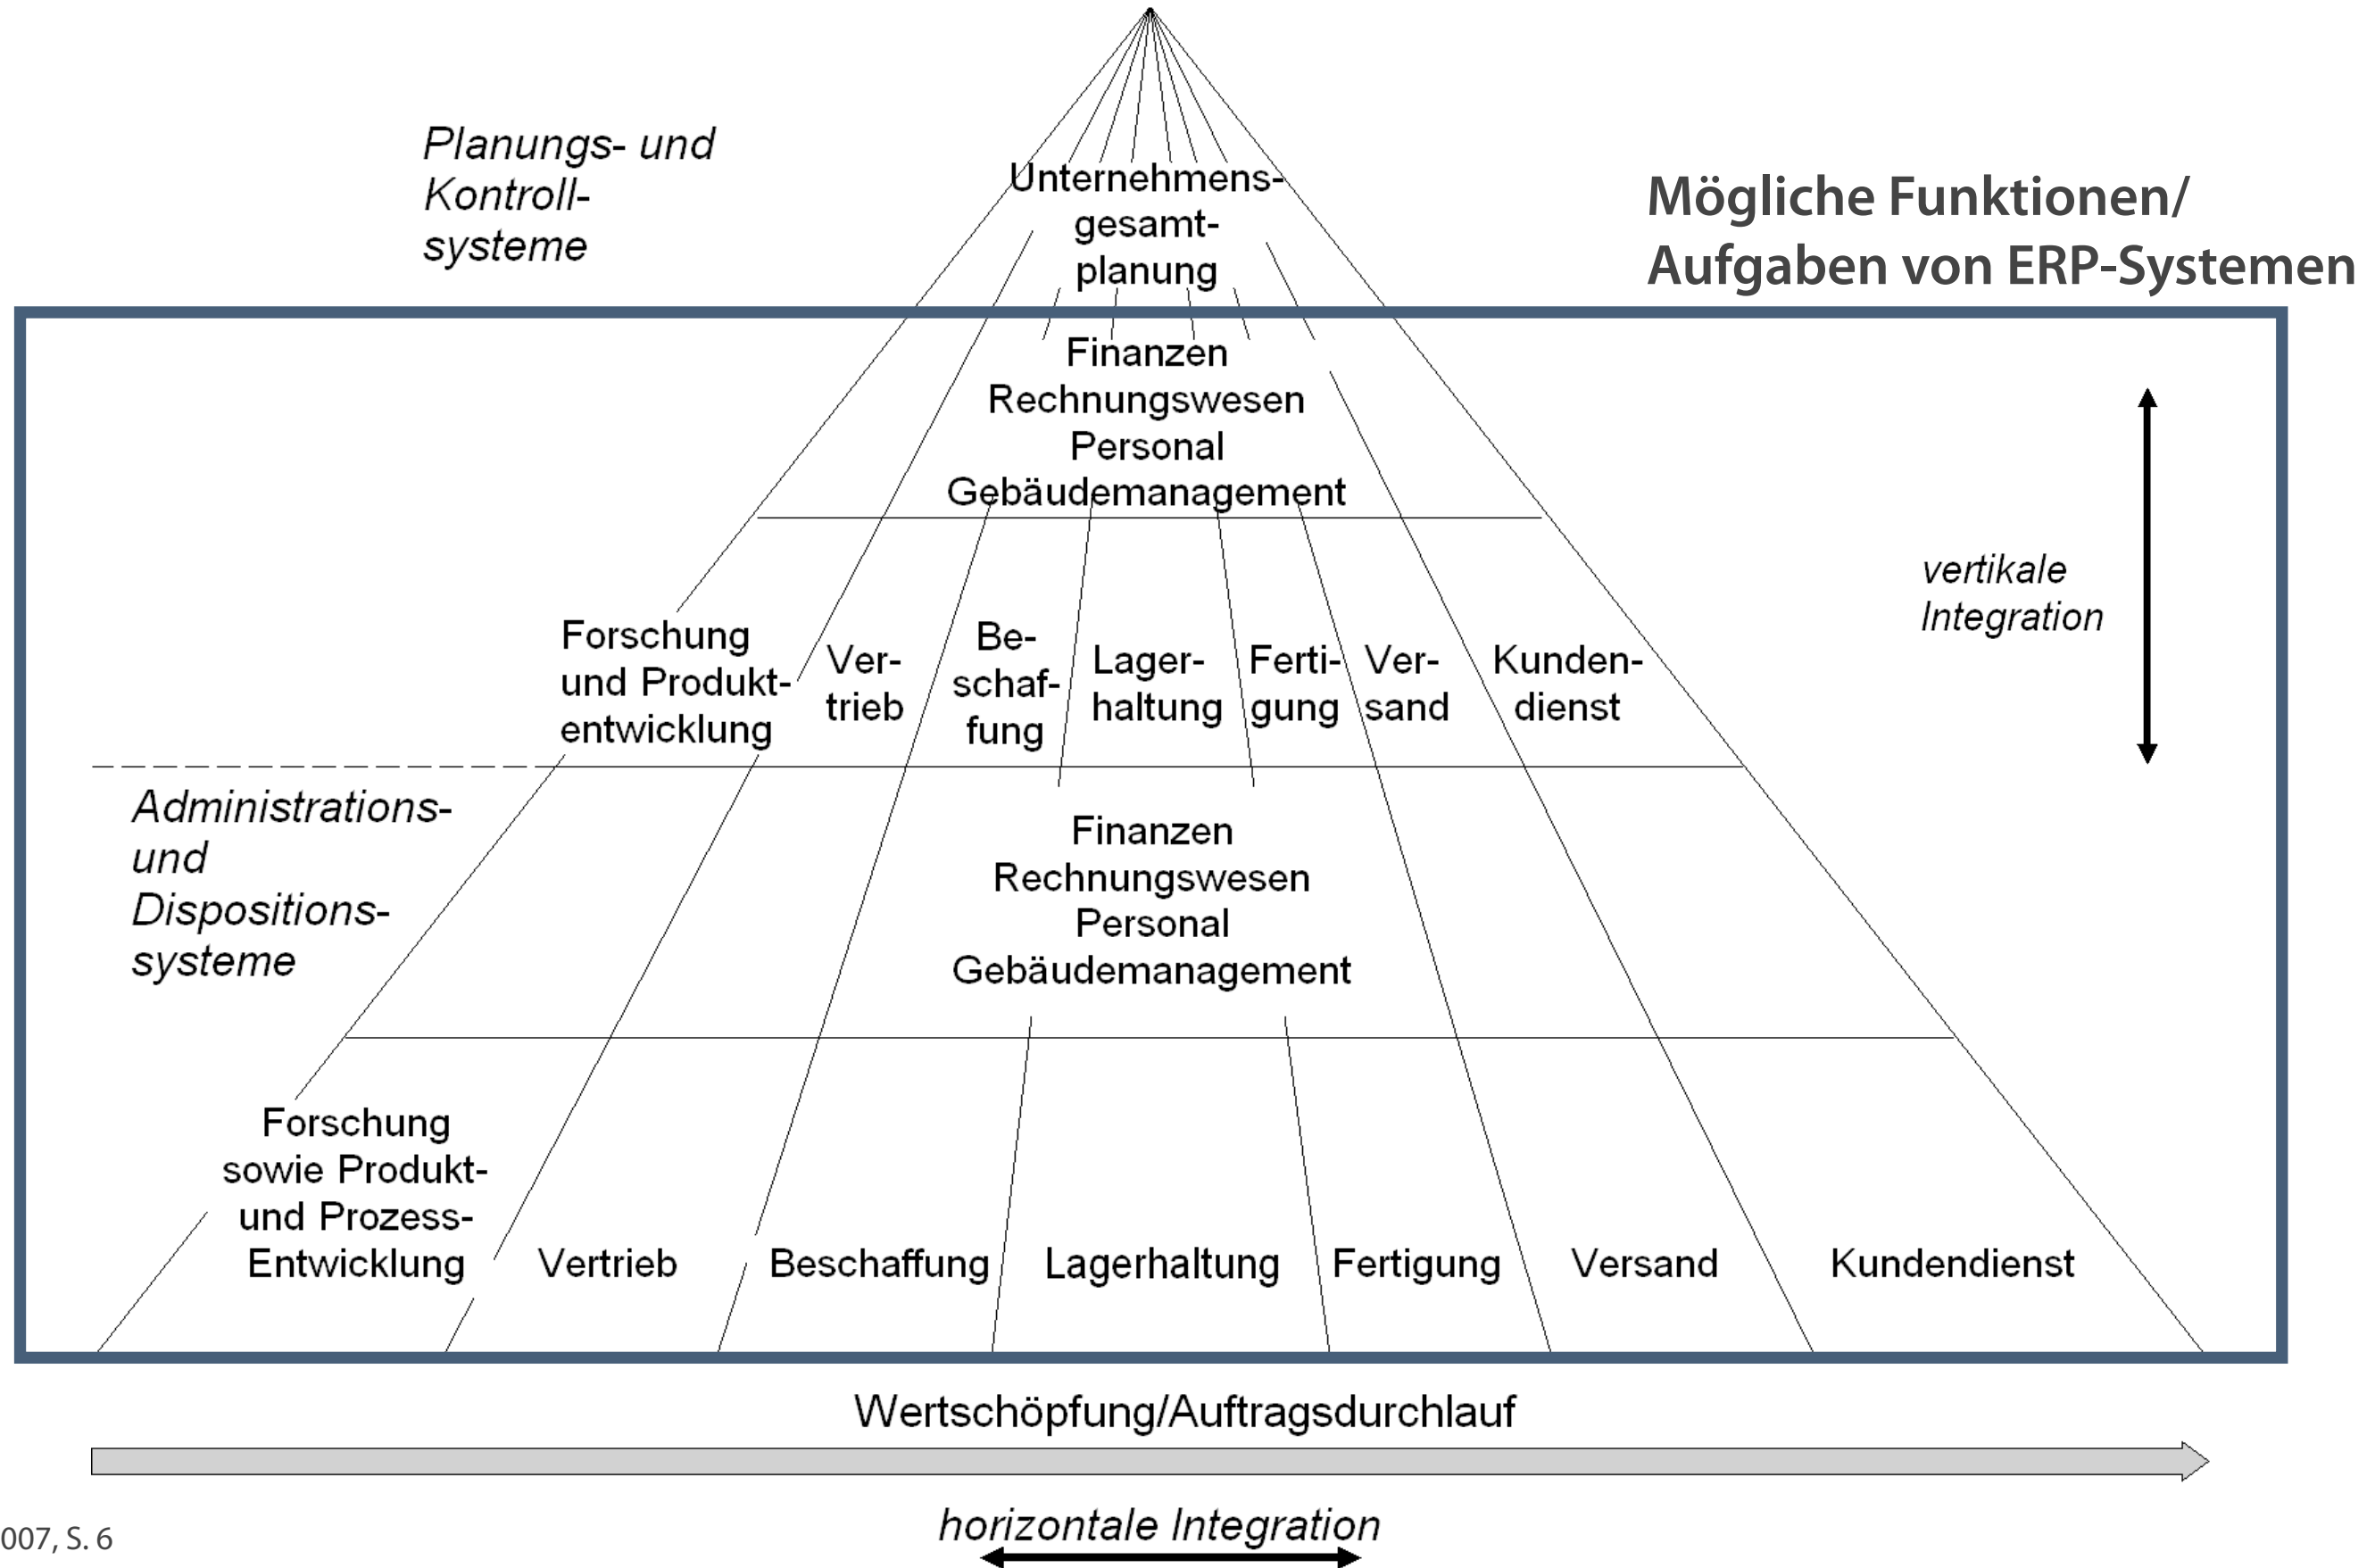 Planungs- und
Kontroll-
systeme
Unternehmens-
gesamt-
planung
Mögliche Funktionen/
Aufgaben von ERP-Systemen
Finanzen
Rechnungswesen
Personal
Gebäudemanagement
vertikale
Integration
Forschung
und Produkt-
entwicklung
Ver-
trieb
Be-
schaf-
fung
Lager-
haltung
Ferti-
gung
Ver-
sand
Kunden-
dienst
Administrations-
und
Dispositions-
systeme
Finanzen
Rechnungswesen
Personal
Gebäudemanagement
Forschung
sowie Produkt-
und Prozess-
Entwicklung
Vertrieb
Beschaffung
Lagerhaltung
Fertigung
Versand
Kundendienst
Wertschöpfung/Auftragsdurchlauf
horizontale Integration
007, S. 6